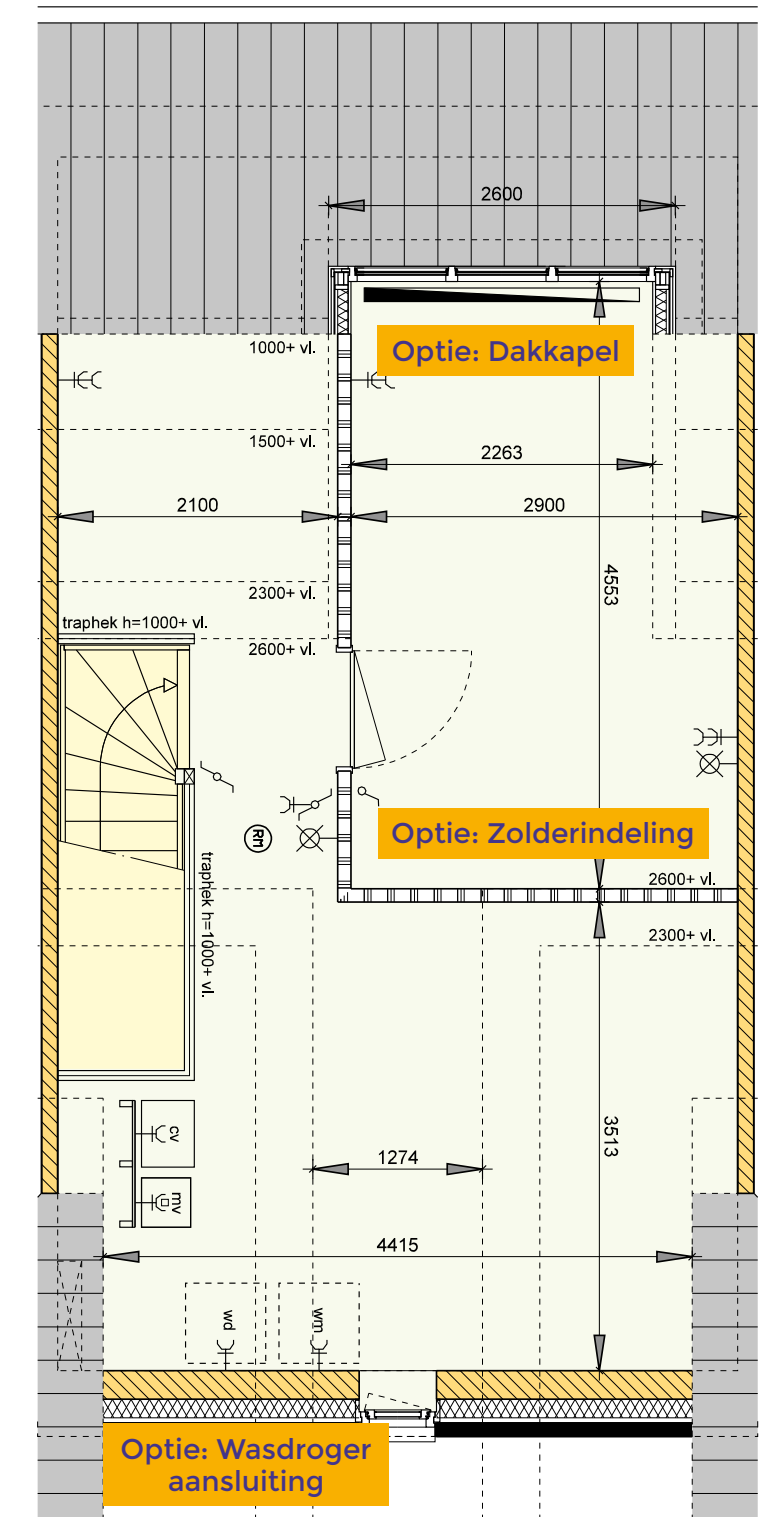 2600
1000+ vl.
Optie: Dakkapel
1500+ vl.
2263
2100
2900
4553
2300+ vl.
traphek h=1000+ vl.
2600+ vl.
RM
Optie: Zolderindeling
traphek h=1000+ vl.
2600+ vl.
2300+ vl.
3513
cv
1274
mv
4415
wd
wm
Optie: Wasdroger
aansluiting